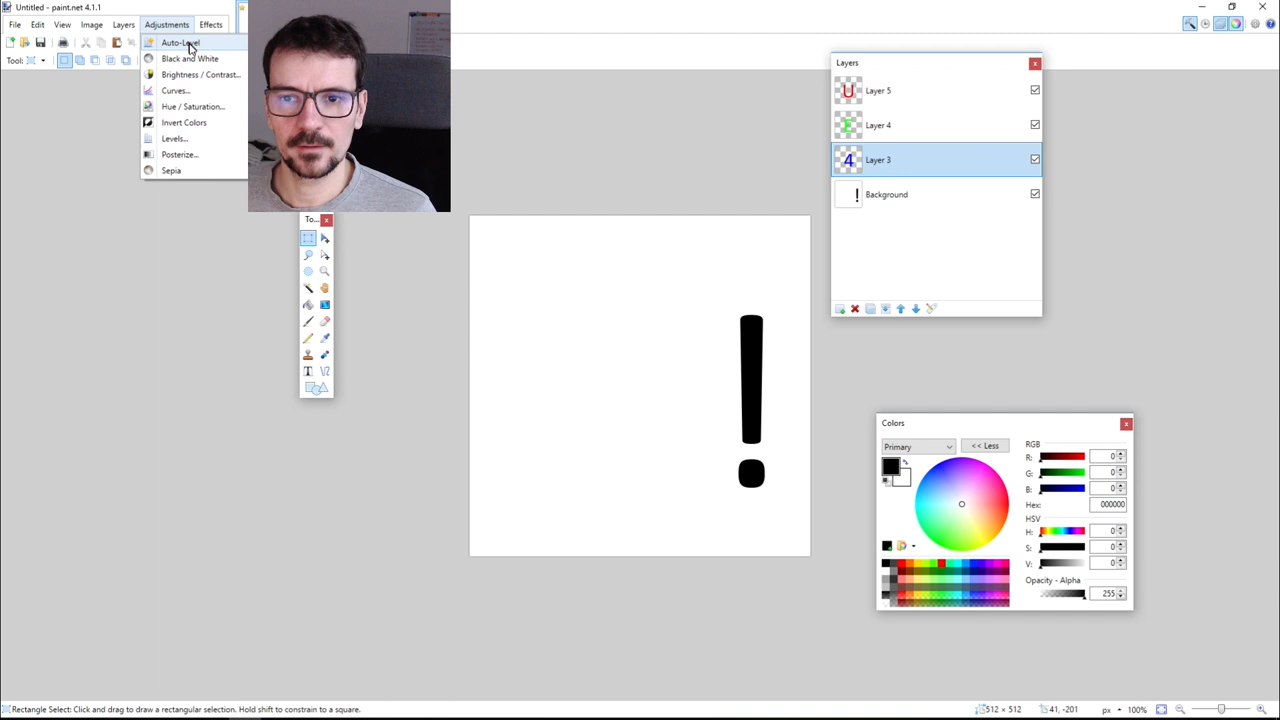 Untitled - paint.net 4.1.1
File Edit View Image Layers Adjustments Effects
Tool:
Auto-Level
Black and White
Brightness / Contrast...
Curves...
Hue / Saturation...
Invert Colors
Levels...
Posterize...
Sepia
To...
!
Layers
U Layer 5
E Layer 4
4 Layer 3
! Background
Colors
Primary
<< Less
RGB
R: 0
G: 0
B: 0
Hex: 000000
HSV
H: 0
S: 0
V: 0
Opacity - Alpha
255
Rectangle Select: Click and drag to draw a rectangular selection. Hold shift to constrain to a square.
512 × 512
41, -201
px
100%